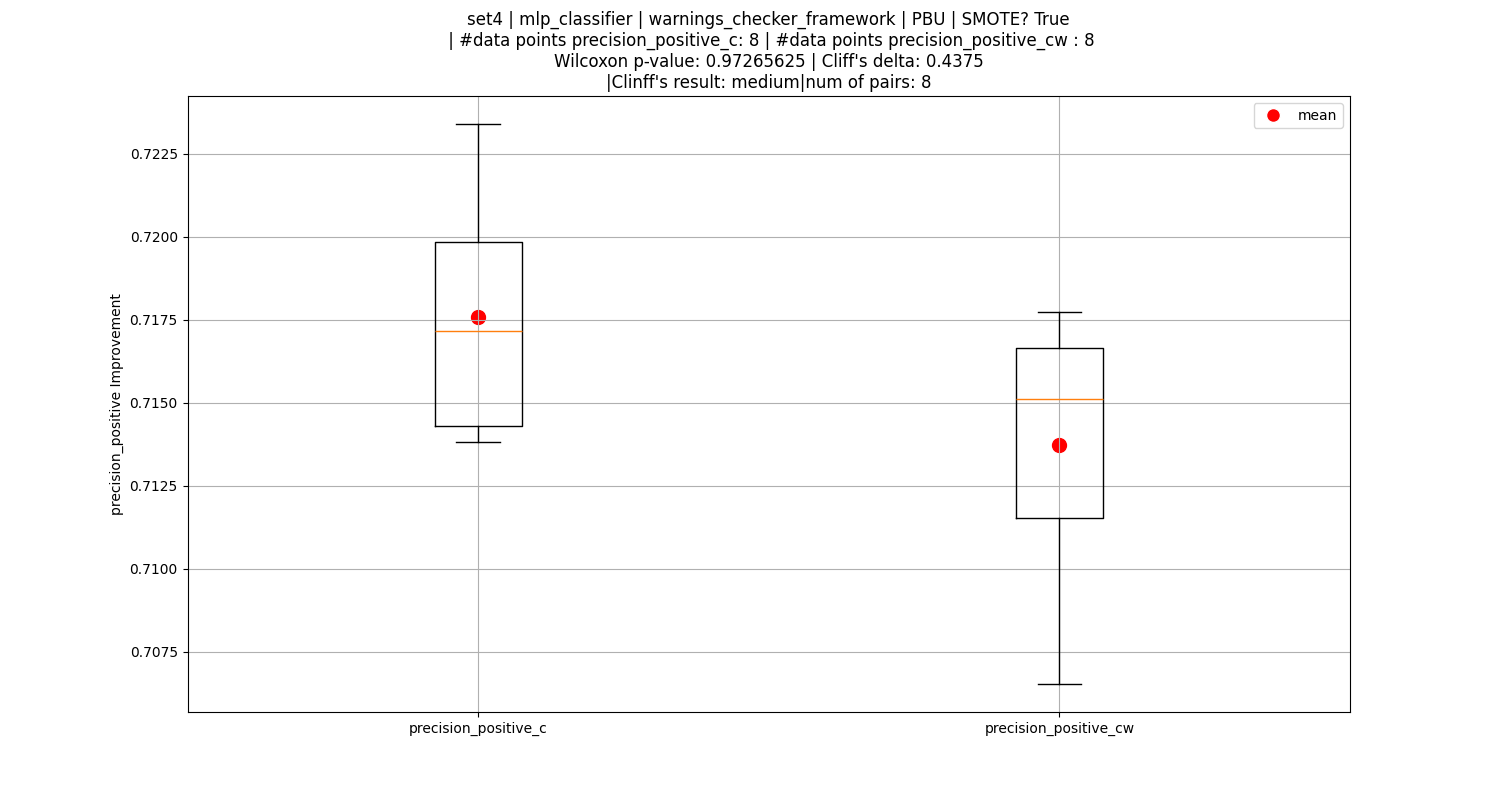 set4 | mlp_classifier | warnings_checker_framework | PBU | SMOTE? True
| #data points precision_positive_c: 8 | #data points precision_positive_cw : 8
Wilcoxon p-value: 0.97265625 | Cliff's delta: 0.4375
|Clinff's result: medium|num of pairs: 8
mean
0.7225
0.7200
0.7175
0.7150
0.7125
0.7100
0.7075
precision_positive Improvement
precision_positive_c
precision_positive_cw